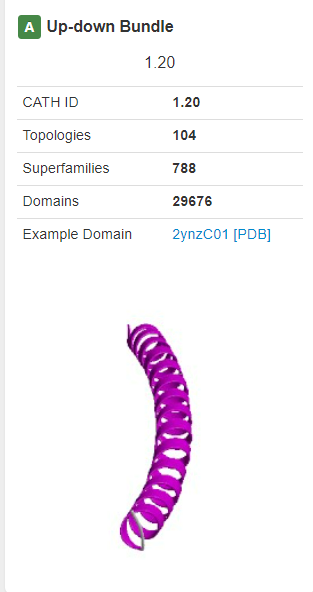 A Up-down Bundle
1.20
CATH ID 1.20
Topologies 104
Superfamilies 788
Domains 29676
Example Domain 2ynzC01 [PDB]